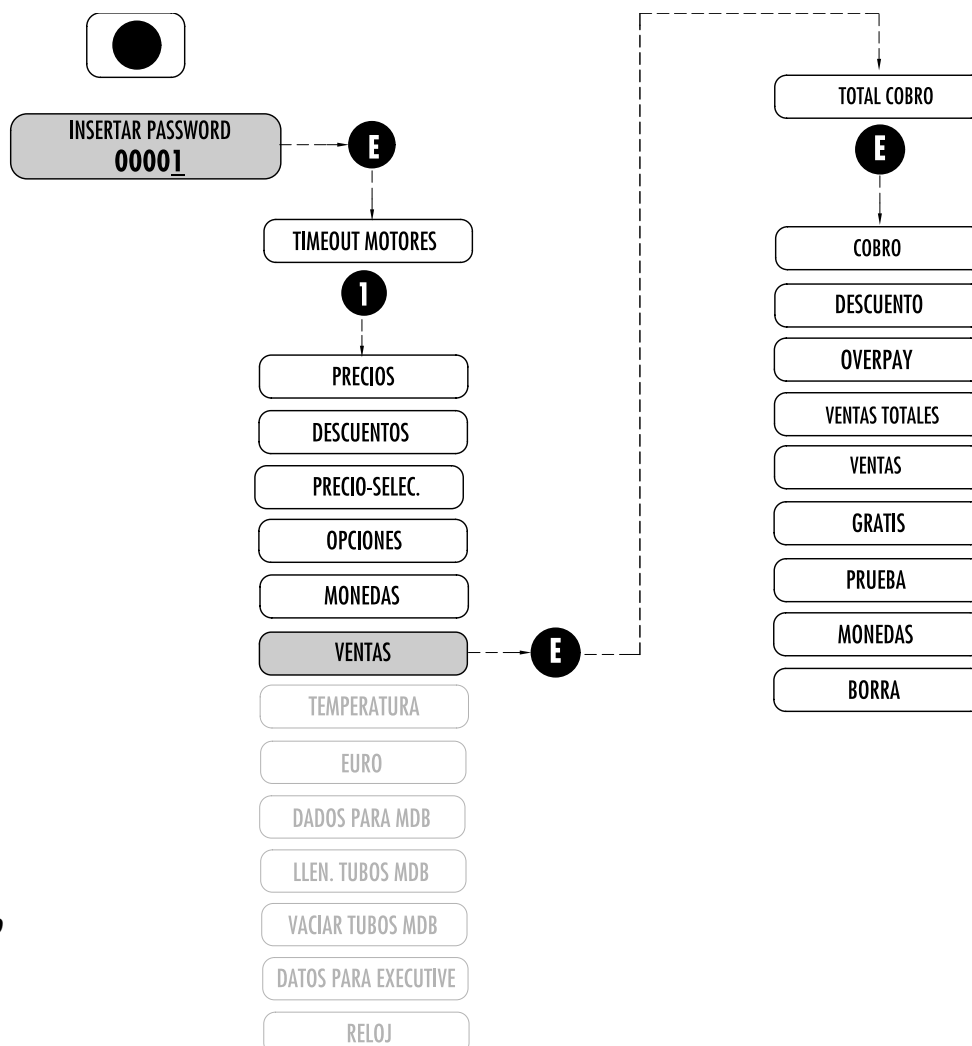 INSERTAR PASSWORD
00001
E
TIMEOUT MOTORES
1
PRECIOS
DESCUENTOS
PRECIO-SELEC.
OPCIONES
MONEDAS
VENTAS
E
TEMPERATURA
EURO
DADOS PARA MDB
LLEN. TUBOS MDB
VACIAR TUBOS MDB
DATOS PARA EXECUTIVE
RELOJ
TOTAL COBRO
E
COBRO
DESCUENTO
OVERPAY
VENTAS TOTALES
VENTAS
GRATIS
PRUEBA
MONEDAS
BORRA